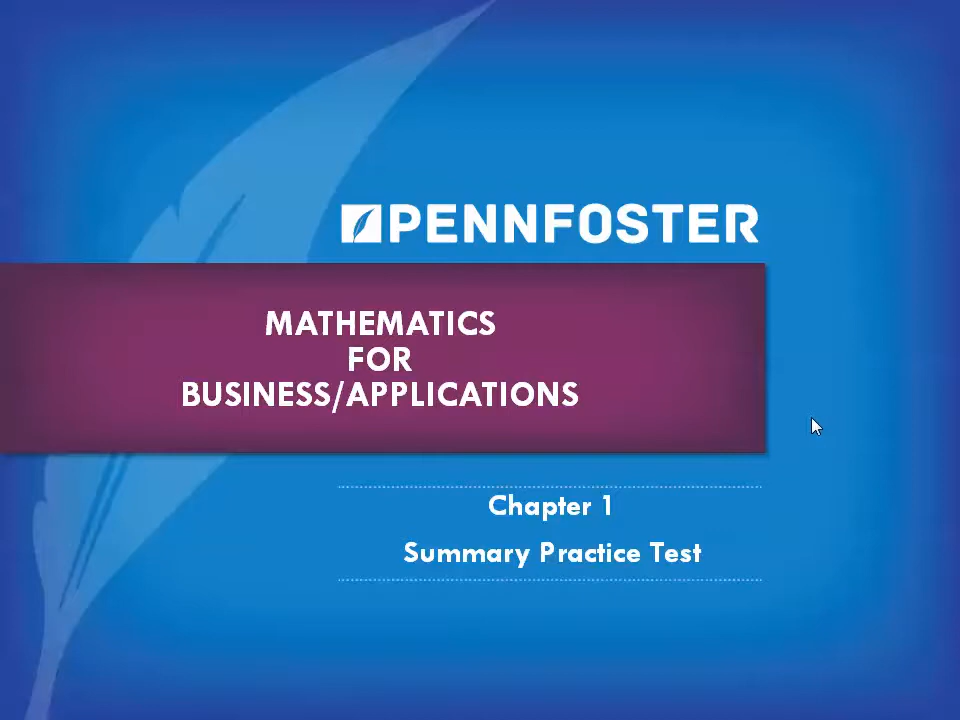 PENNFOSTER
MATHEMATICS
FOR
BUSINESS/APPLICATIONS
Chapter 1
Summary Practice Test